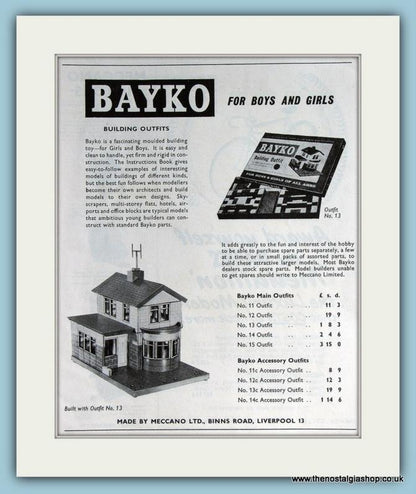 BAYKO
FOR BOYS AND GIRLS
BUILDING OUTFITS
Bayko is a fascinating moulded building
toy—for Girls and Boys. It is easy and
clean to handle, yet firm and rigid in con-
struction. The Instruction Book gives
easy-to-follow examples of interesting
models of buildings of different kinds,
but the best fun follows when modellers
become their own architects and build
models to their own designs. Sky-
scrapers, multi-storey flats, hotels, air-
ports and office blocks are typical models
that ambitious young builders can con-
struct with standard Bayko parts.
BAYKO
Building Outfit
FOR BOYS & GIRLS OF ALL AGES
Outfit
No. 13
It adds greatly to the fun and interest of the hobby
to be able to purchase spare parts separately, a few
at a time, or in small packs of assorted parts, to
build these attractive larger models. Most Bayko
dealers stock spare parts. Model builders unable
to get spares should write to Meccano Limited.
Bayko Main Outfits £ s. d.
No. 11 Outfit .. .. 11 3
No. 12 Outfit .. .. 19 9
No. 13 Outfit .. .. 1 8 3
No. 14 Outfit .. .. 2 4 6
No. 15 Outfit .. .. 3 15 0
Bayko Accessory Outfits
No. 11c Accessory Outfit .. 8 9
No. 12c Accessory Outfit .. 12 3
No. 13c Accessory Outfit .. 19 9
No. 14c Accessory Outfit .. 1 14 6
Built with Outfit No. 13
MADE BY MECCANO LTD., BINNS ROAD, LIVERPOOL 13
www.thenostalgiashop.co.uk